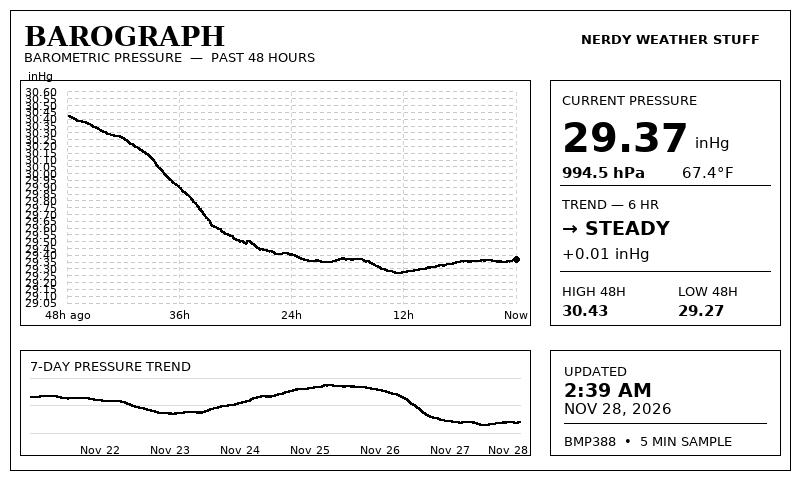 BAROGRAPH
BAROMETRIC PRESSURE — PAST 48 HOURS
NERDY WEATHER STUFF
inHg
30.60
30.55
30.50
30.45
30.40
30.35
30.30
30.25
30.20
30.15
30.10
30.05
30.00
29.95
29.90
29.85
29.80
29.75
29.70
29.65
29.60
29.55
29.50
29.45
29.40
29.35
29.30
29.25
29.20
29.15
29.10
29.05
48h ago 36h 24h 12h Now
CURRENT PRESSURE
29.37 inHg
994.5 hPa 67.4°F
TREND — 6 HR
→ STEADY
+0.01 inHg
HIGH 48H LOW 48H
30.43 29.27
7-DAY PRESSURE TREND
Nov 22 Nov 23 Nov 24 Nov 25 Nov 26 Nov 27 Nov 28
UPDATED
2:39 AM
NOV 28, 2026
BMP388 • 5 MIN SAMPLE